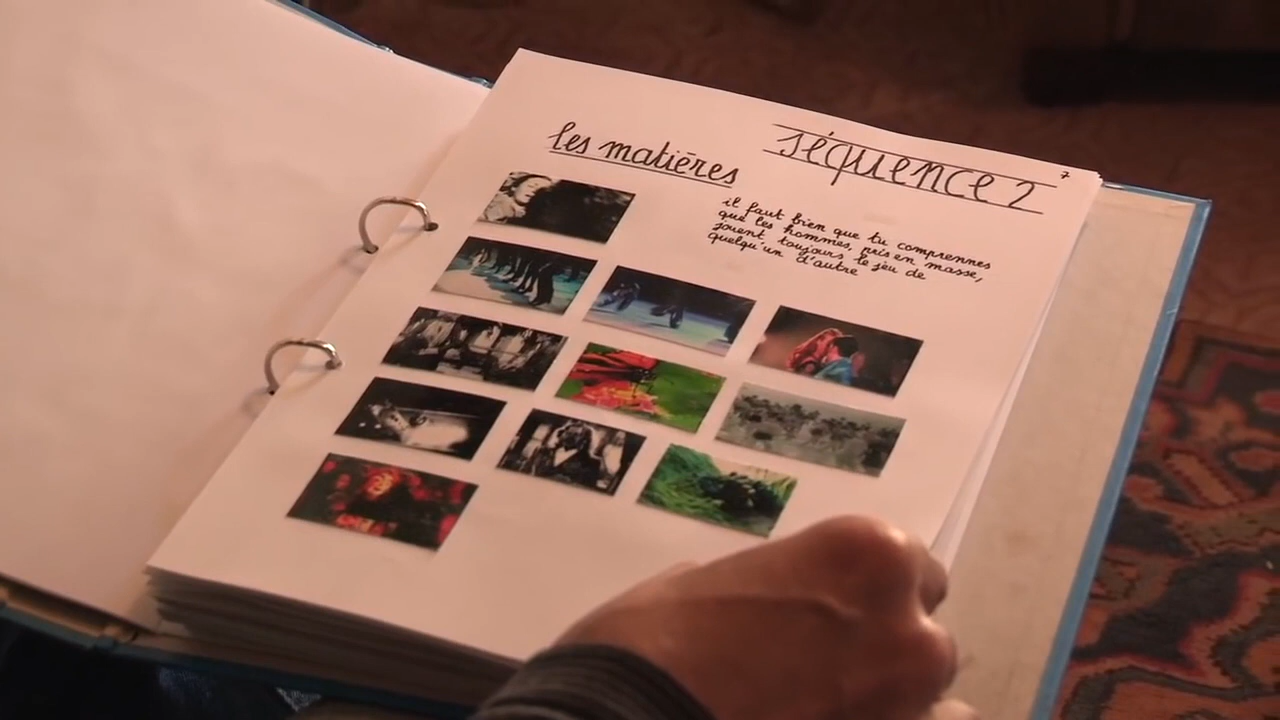 les matières
séquence 2
7
il faut bien que tu comprennes
que les hommes, pris en masse,
jouent toujours le jeu de
quelqu'un d'autre